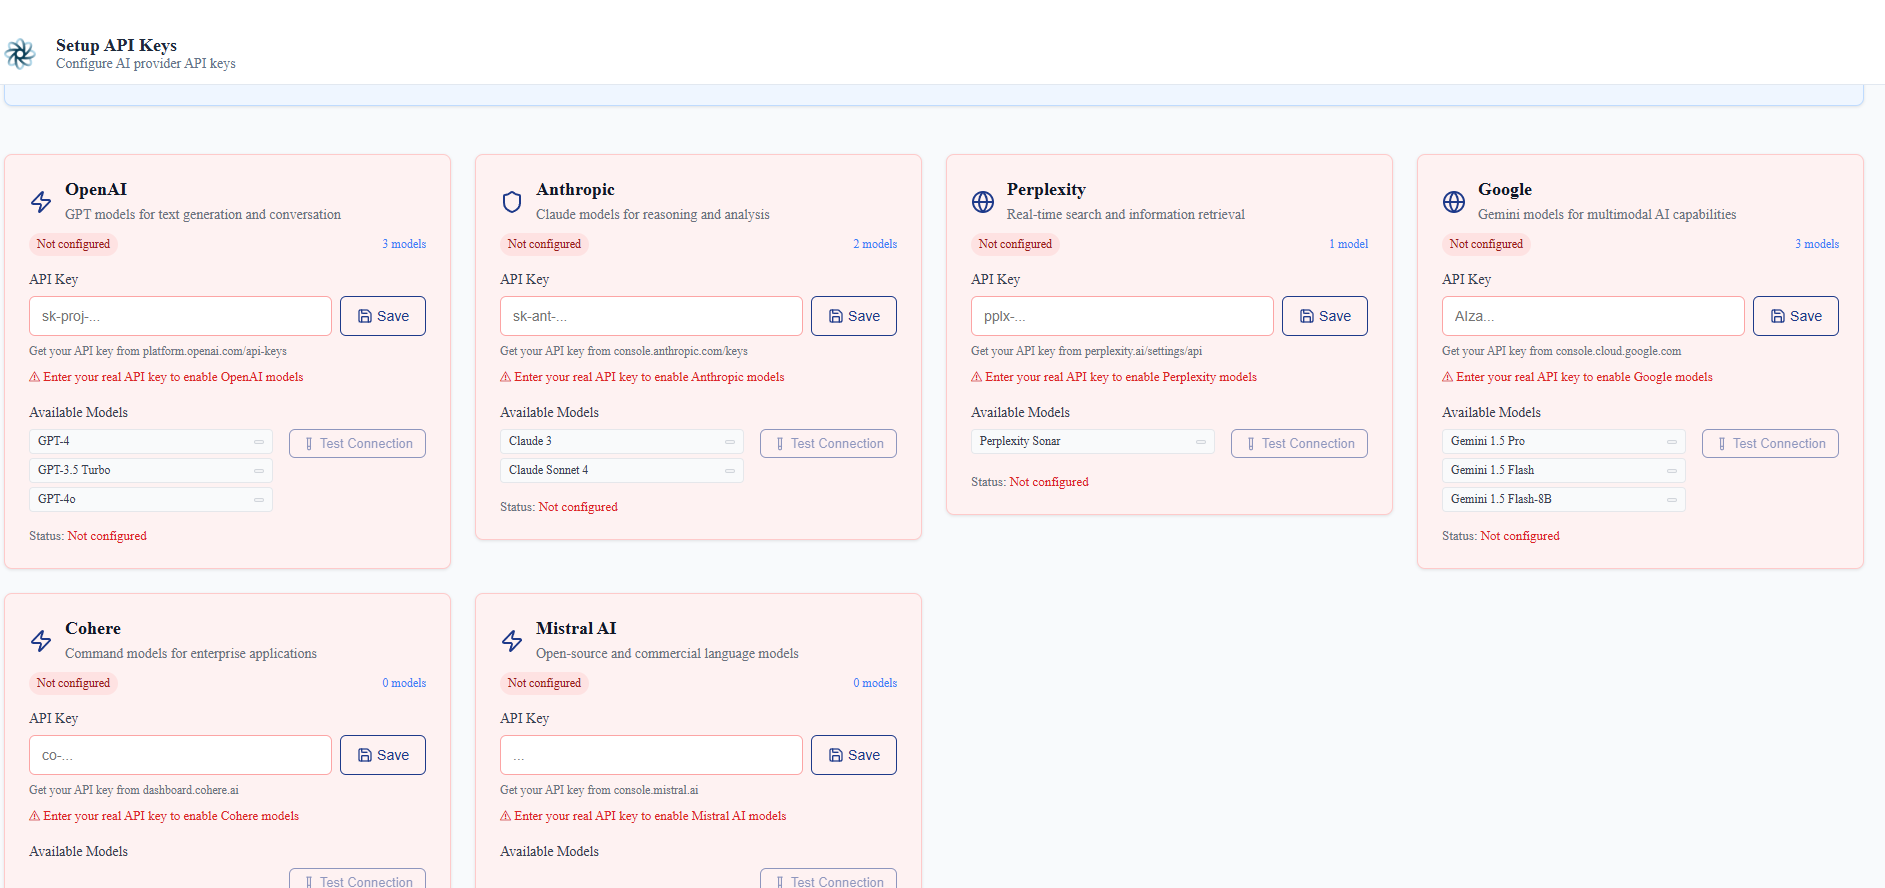 Setup API Keys
Configure AI provider API keys
OpenAI
GPT models for text generation and conversation
Not configured
3 models
API Key
sk-proj-...
Save
Get your API key from platform.openai.com/api-keys
⚠ Enter your real API key to enable OpenAI models
Available Models
GPT-4
Test Connection
GPT-3.5 Turbo
GPT-4o
Status: Not configured
Anthropic
Claude models for reasoning and analysis
Not configured
2 models
API Key
sk-ant-...
Save
Get your API key from console.anthropic.com/keys
⚠ Enter your real API key to enable Anthropic models
Available Models
Claude 3
Test Connection
Claude Sonnet 4
Status: Not configured
Perplexity
Real-time search and information retrieval
Not configured
1 model
API Key
pplx-...
Save
Get your API key from perplexity.ai/settings/api
⚠ Enter your real API key to enable Perplexity models
Available Models
Perplexity Sonar
Test Connection
Status: Not configured
Google
Gemini models for multimodal AI capabilities
Not configured
3 models
API Key
AIza...
Save
Get your API key from console.cloud.google.com
⚠ Enter your real API key to enable Google models
Available Models
Gemini 1.5 Pro
Test Connection
Gemini 1.5 Flash
Gemini 1.5 Flash-8B
Status: Not configured
Cohere
Command models for enterprise applications
Not configured
0 models
API Key
co-...
Save
Get your API key from dashboard.cohere.ai
⚠ Enter your real API key to enable Cohere models
Available Models
Test Connection
Mistral AI
Open-source and commercial language models
Not configured
0 models
API Key
...
Save
Get your API key from console.mistral.ai
⚠ Enter your real API key to enable Mistral AI models
Available Models
Test Connection